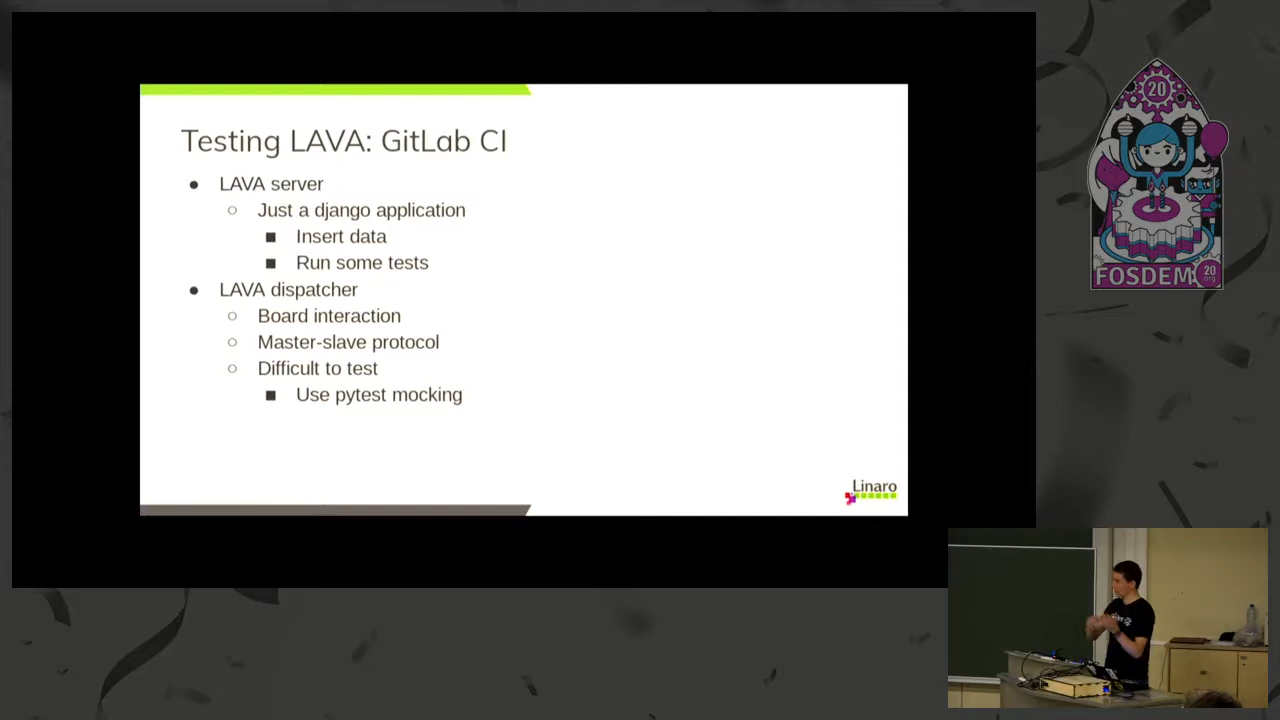 Testing LAVA: GitLab CI
● LAVA server
○ Just a django application
■ Insert data
■ Run some tests
● LAVA dispatcher
○ Board interaction
○ Master-slave protocol
○ Difficult to test
■ Use pytest mocking
Linaro
20
FOSDEM
20
.org